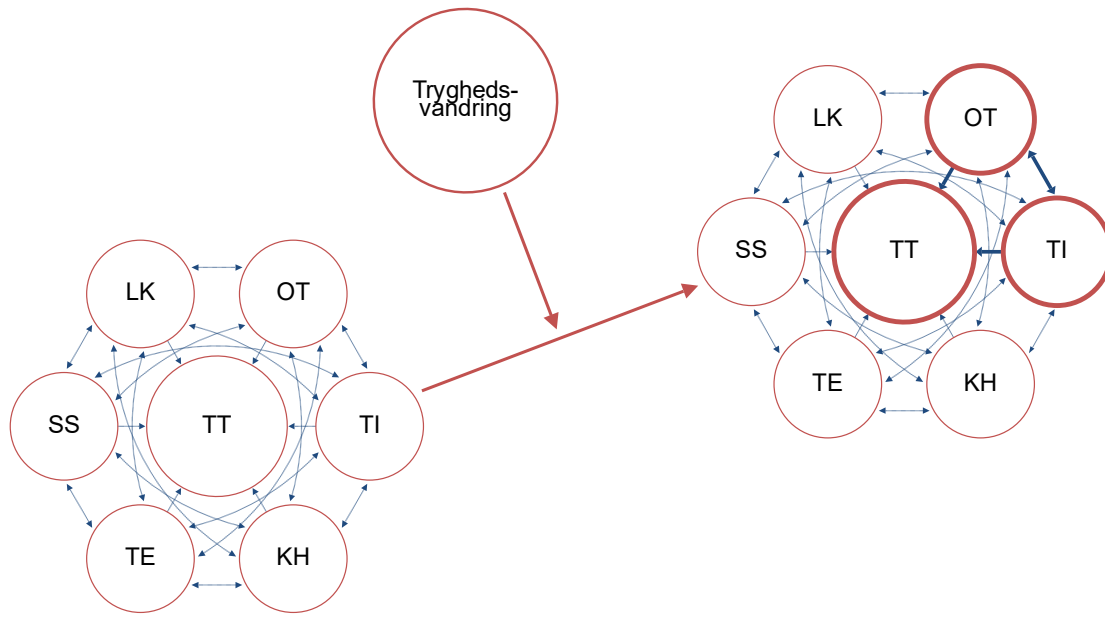 Trygheds-
vandring
LK
OT
SS
TT
TI
TE
KH
LK
OT
SS
TT
TI
TE
KH